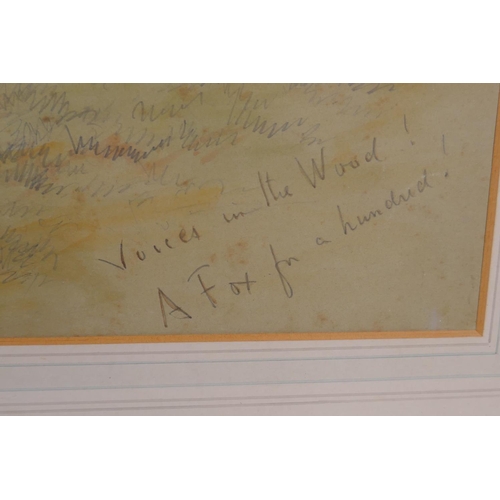 Voices in the Wood!
A Fox for a hundred!